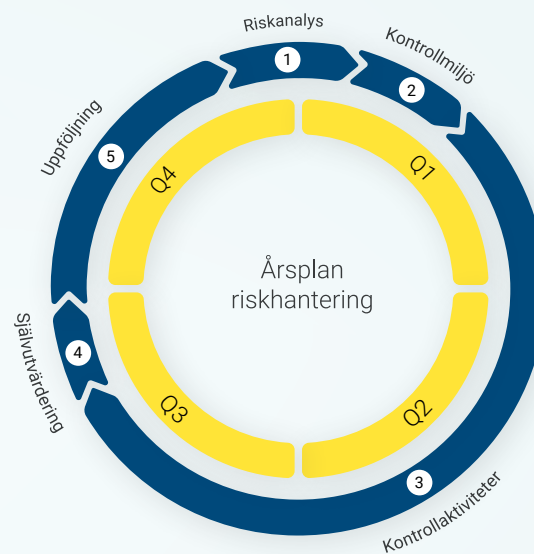 Riskanalys
1
Kontrollmiljö
2
Uppföljning
5
Q4
Q1
Årsplan
riskhantering
Självutvärdering
4
Q3
Q2
3
Kontrollaktiviteter